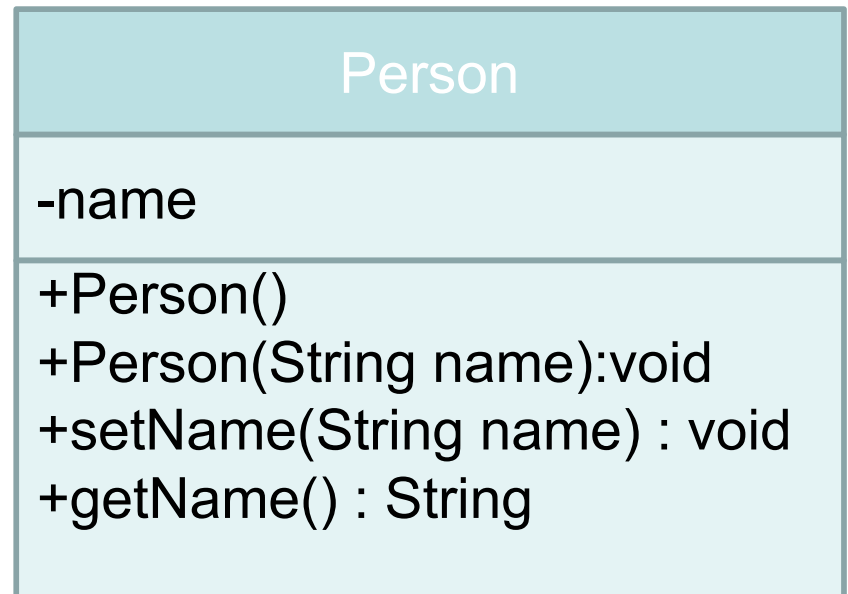 Person
-name
+Person()
+Person(String name):void
+setName(String name) : void
+getName() : String